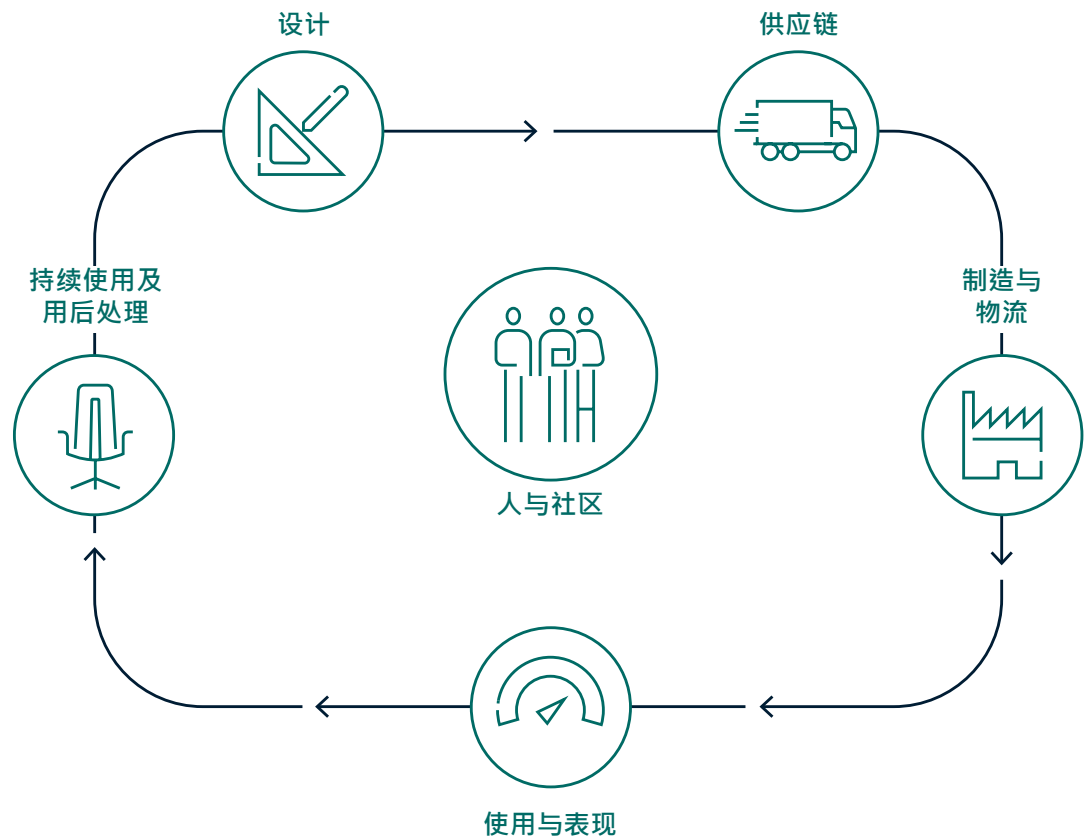 设计
供应链
持续使用及
用后处理
制造与
物流
人与社区
使用与表现